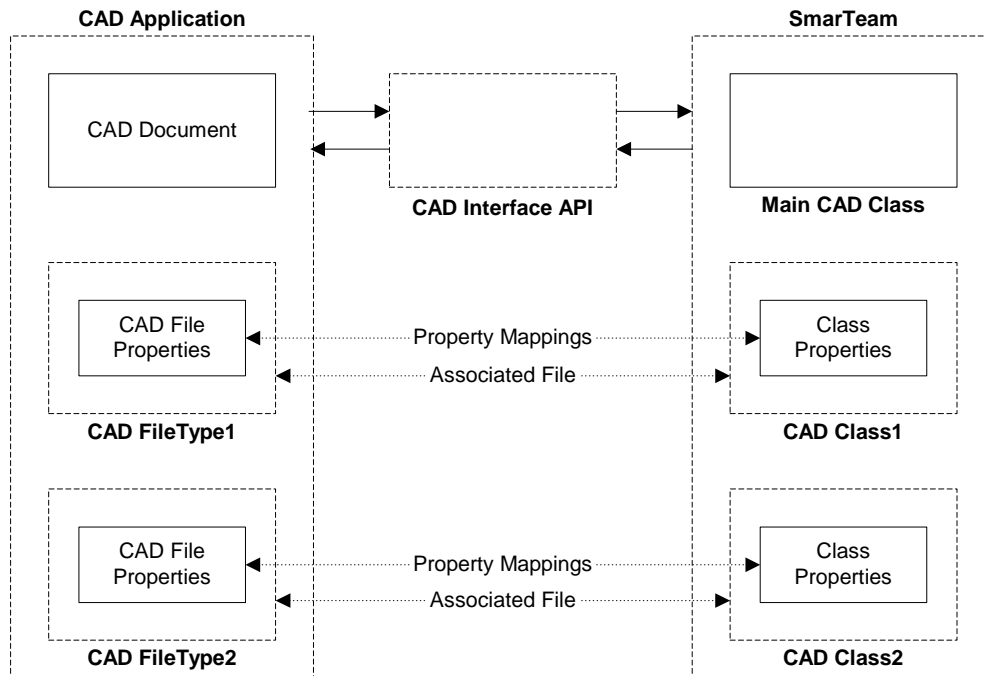 CAD Application
SmarTeam
CAD Document
CAD Interface API
Main CAD Class
CAD File
Properties
Property Mappings
Class
Properties
Associated File
CAD FileType1
CAD Class1
CAD File
Properties
Property Mappings
Class
Properties
Associated File
CAD FileType2
CAD Class2